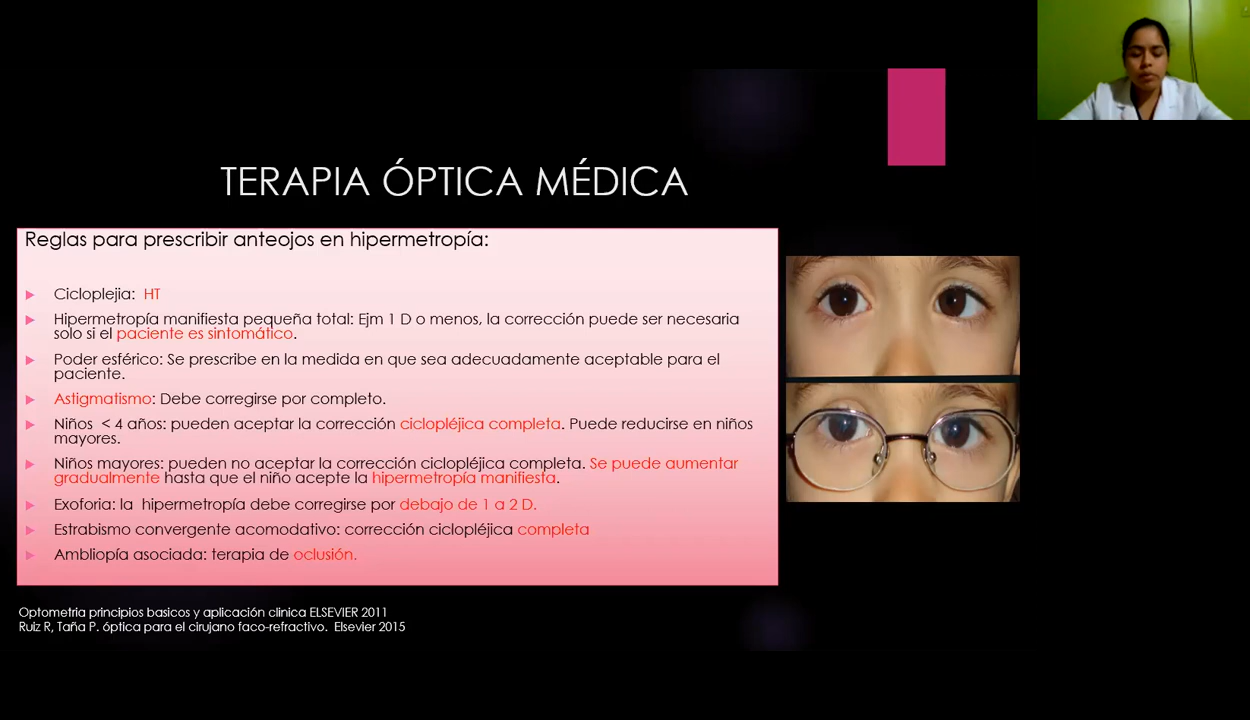 TERAPIA ÓPTICA MÉDICA
Reglas para prescribir anteojos en hipermetropía:
Cicloplejia: HT
Hipermetropía manifiesta pequeña total: Ejm 1 D o menos, la corrección puede ser necesaria
solo si el paciente es sintomático.
Poder esférico: Se prescribe en la medida en que sea adecuadamente aceptable para el
paciente.
Astigmatismo: Debe corregirse por completo.
Niños < 4 años: pueden aceptar la corrección ciclopléjica completa. Puede reducirse en niños
mayores.
Niños mayores: pueden no aceptar la corrección ciclopléjica completa. Se puede aumentar
gradualmente hasta que el niño acepte la hipermetropía manifiesta.
Exoforia: la hipermetropía debe corregirse por debajo de 1 a 2 D.
Estrabismo convergente acomodativo: corrección ciclopléjica completa
Ambliopía asociada: terapia de oclusión.
Optometria principios basicos y aplicación clinica ELSEVIER 2011
Ruiz R, Taña P. óptica para el cirujano faco-refractivo. Elsevier 2015